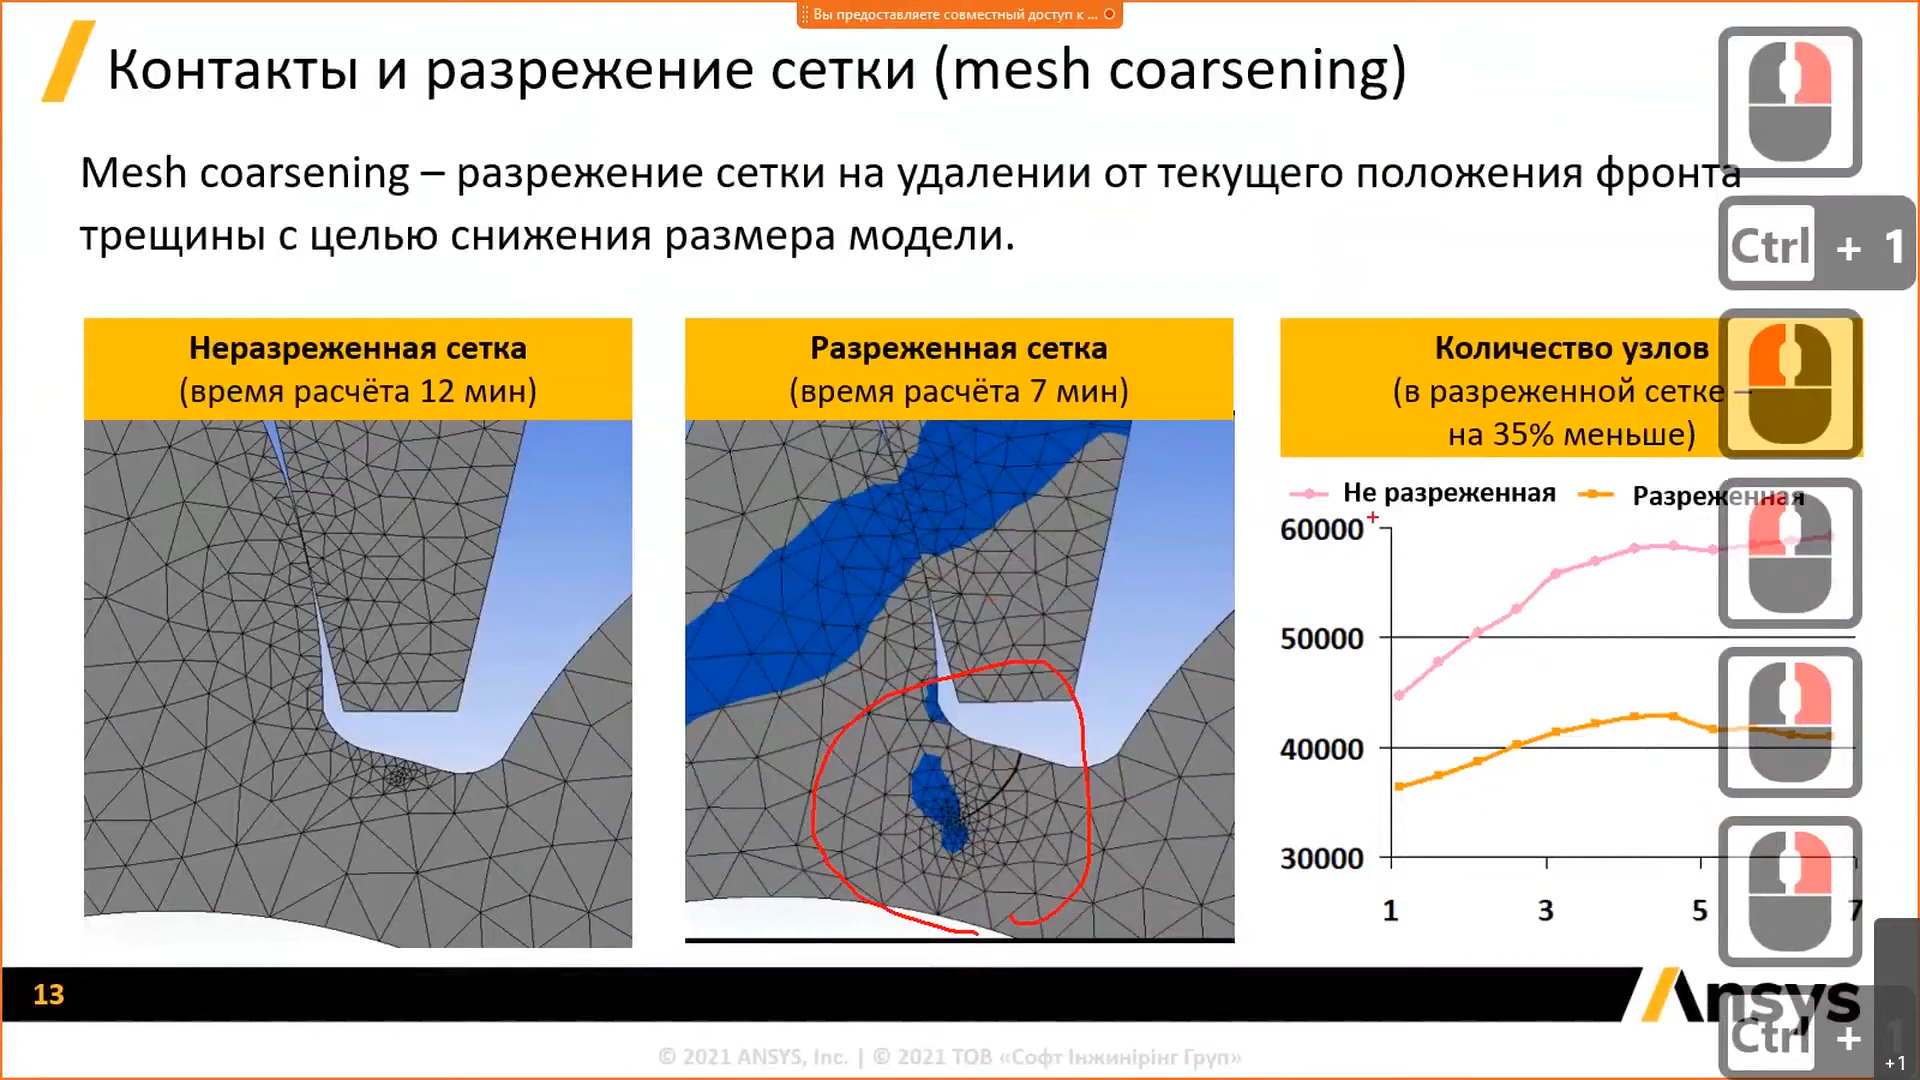 Вы предоставляете совместный доступ к ...
Контакты и разрежение сетки (mesh coarsening)
Mesh coarsening – разрежение сетки на удалении от текущего положения фронта
трещины с целью снижения размера модели.
Ctrl + 1
Неразреженная сетка
(время расчёта 12 мин)
Разреженная сетка
(время расчёта 7 мин)
Количество узлов
(в разреженной сетке –
на 35% меньше)
Не разреженная
Разреженная
60000
50000
40000
30000
1 3 5 7
13
Ansys
Ctrl + 1
+1
© 2021 ANSYS, Inc. | © 2021 ТОВ «Софт Інжинірінг Груп»